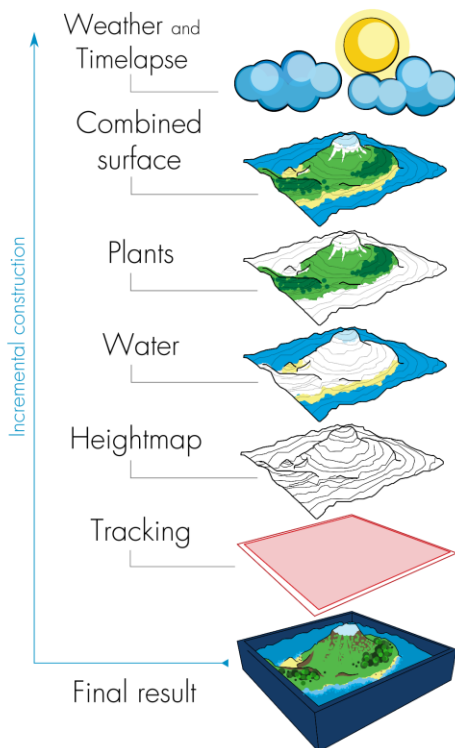 Weather and
Timelapse
Combined
surface
Plants
Water
Heightmap
Tracking
Final result
Incremental construction